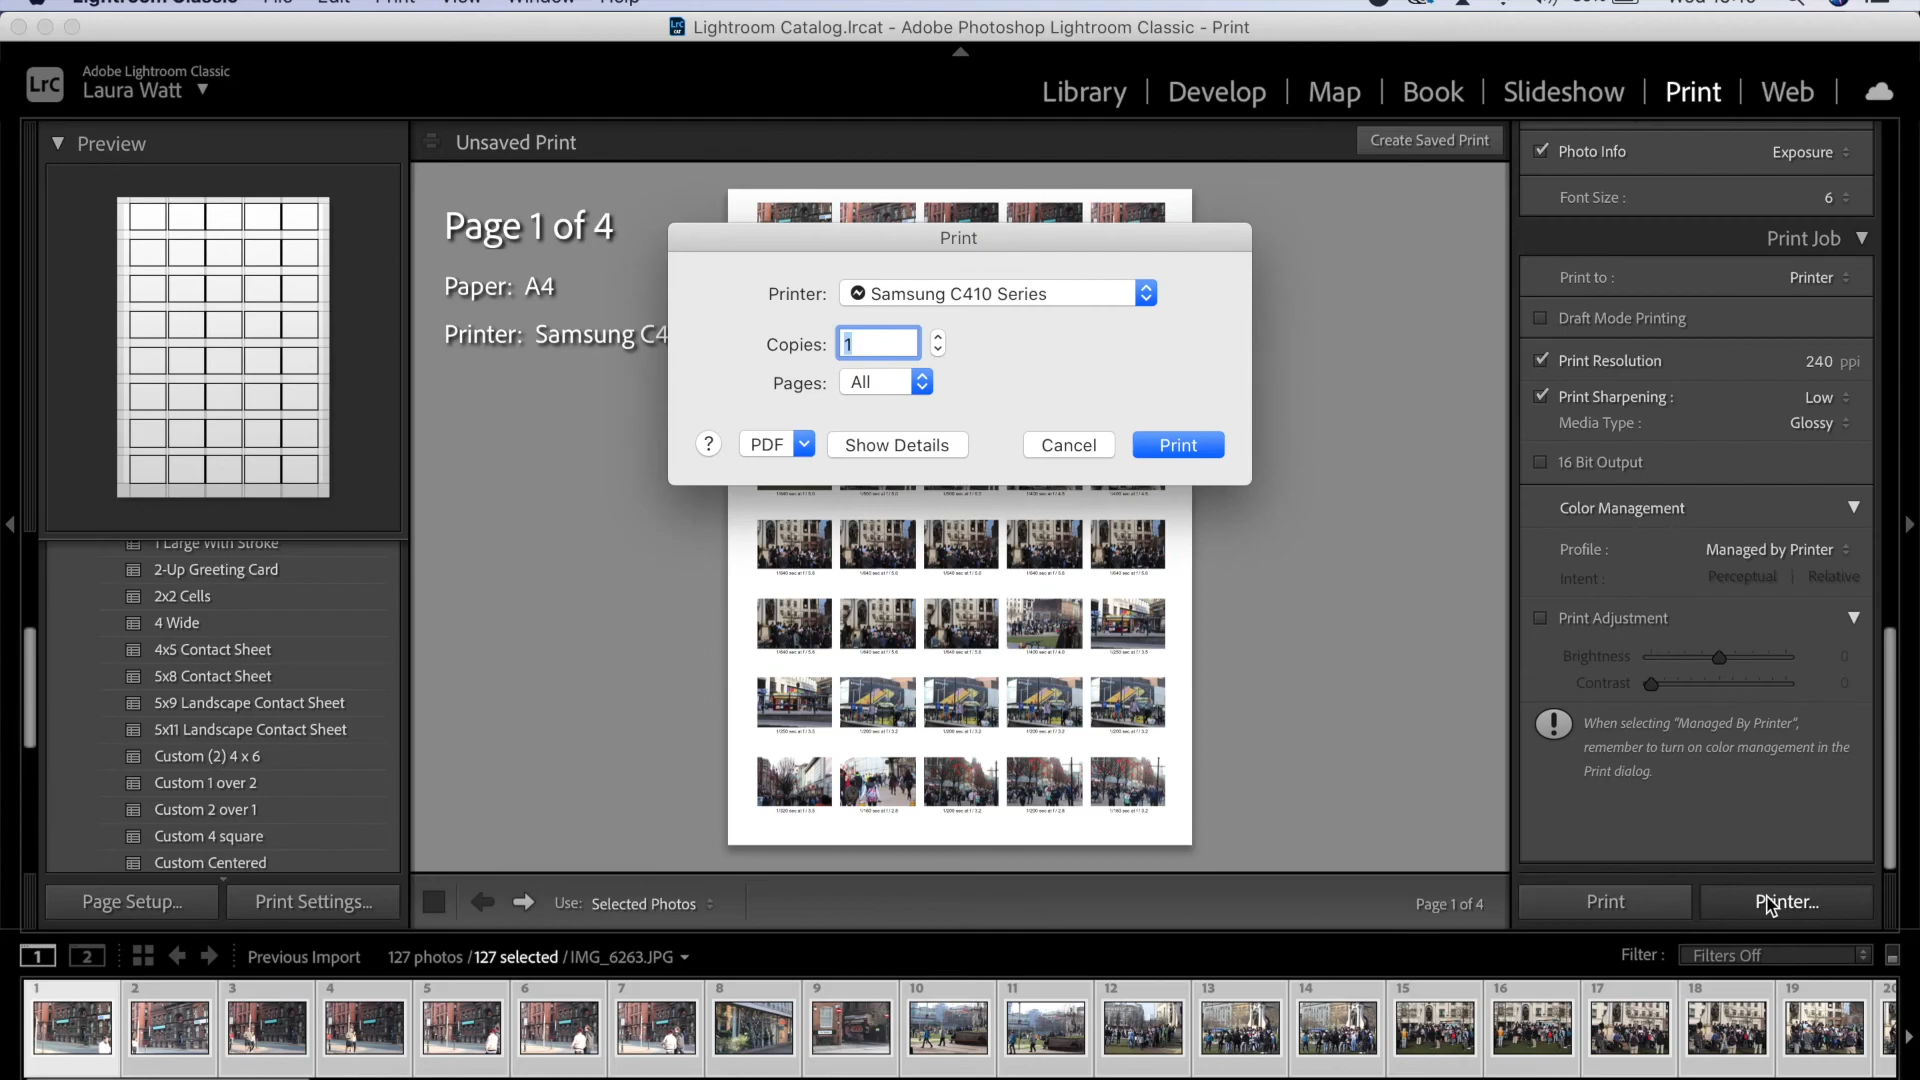 Lightroom Catalog.lrcat - Adobe Photoshop Lightroom Classic - Print
LrC
Adobe Lightroom Classic
Laura Watt
Library | Develop | Map | Book | Slideshow | Print | Web
Preview
Unsaved Print
Create Saved Print
Page 1 of 4
Paper: A4
Printer: Samsung C4
Print
Printer: Samsung C410 Series
Copies: 1
Pages: All
? PDF Show Details Cancel Print
1 Large With Stroke
2-Up Greeting Card
2x2 Cells
4 Wide
4x5 Contact Sheet
5x8 Contact Sheet
5x9 Landscape Contact Sheet
5x11 Landscape Contact Sheet
Custom (2) 4 x 6
Custom 1 over 2
Custom 2 over 1
Custom 4 square
Custom Centered
Page Setup... Print Settings...
Use: Selected Photos
Page 1 of 4
Photo Info Exposure
Font Size : 6
Print Job
Print to : Printer
Draft Mode Printing
Print Resolution 240 ppi
Print Sharpening : Low
Media Type : Glossy
16 Bit Output
Color Management
Profile : Managed by Printer
Intent : Perceptual | Relative
Print Adjustment
Brightness 0
Contrast 0
When selecting "Managed By Printer",
remember to turn on color management in the
Print dialog.
Print Printer...
1 2 Previous Import 127 photos / 127 selected / IMG_6263.JPG
Filter : Filters Off
1 2 3 4 5 6 7 8 9 10 11 12 13 14 15 16 17 18 19